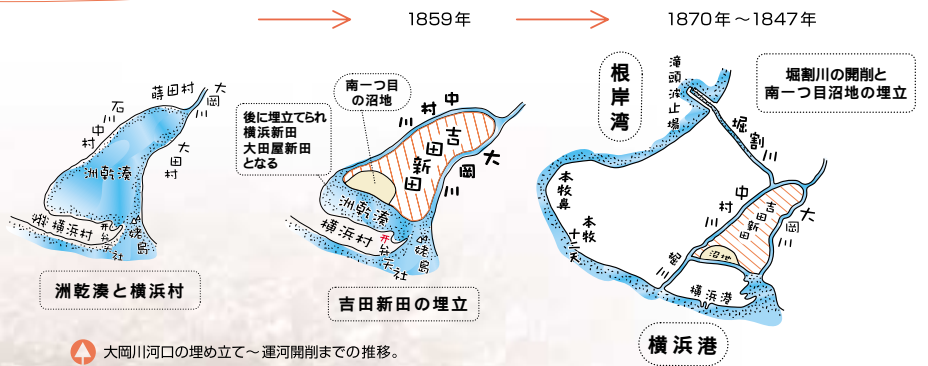 1859年
1870年～1847年
蒔田村
大岡川
石川
中村
大田村
洲乾湊
横浜村
弁天社
姥島
洲乾湊と横浜村
南一つ目
の沼地
後に埋立てられ
横浜新田
大田屋新田
となる
中村川
吉田新田
大岡川
洲乾湊
横浜村
弁天社
姥島
吉田新田の埋立
根岸湾
滝頭波止場
堀割川の開削と
南一つ目沼地の埋立
堀割川
本牧鼻
本牧
十二天
中村川
吉田新田
大岡川
沼地
堀川
横浜港
横浜港
大岡川河口の埋め立て～運河開削までの推移。